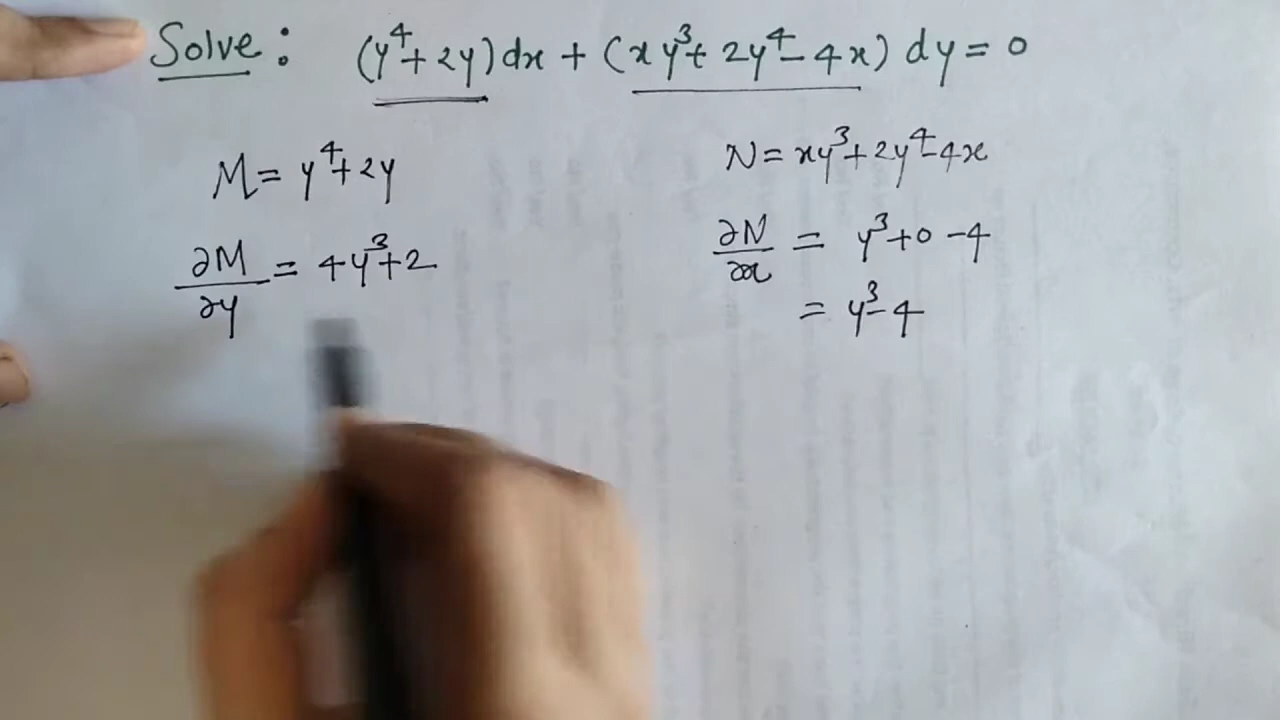 Solve : (y⁴+2y)dx + (xy³+2y⁴-4x) dy = 0
M = y⁴+2y
N = xy³+2y⁴-4x
∂M/∂y = 4y³+2
∂N/∂x = y³+0-4
= y³-4